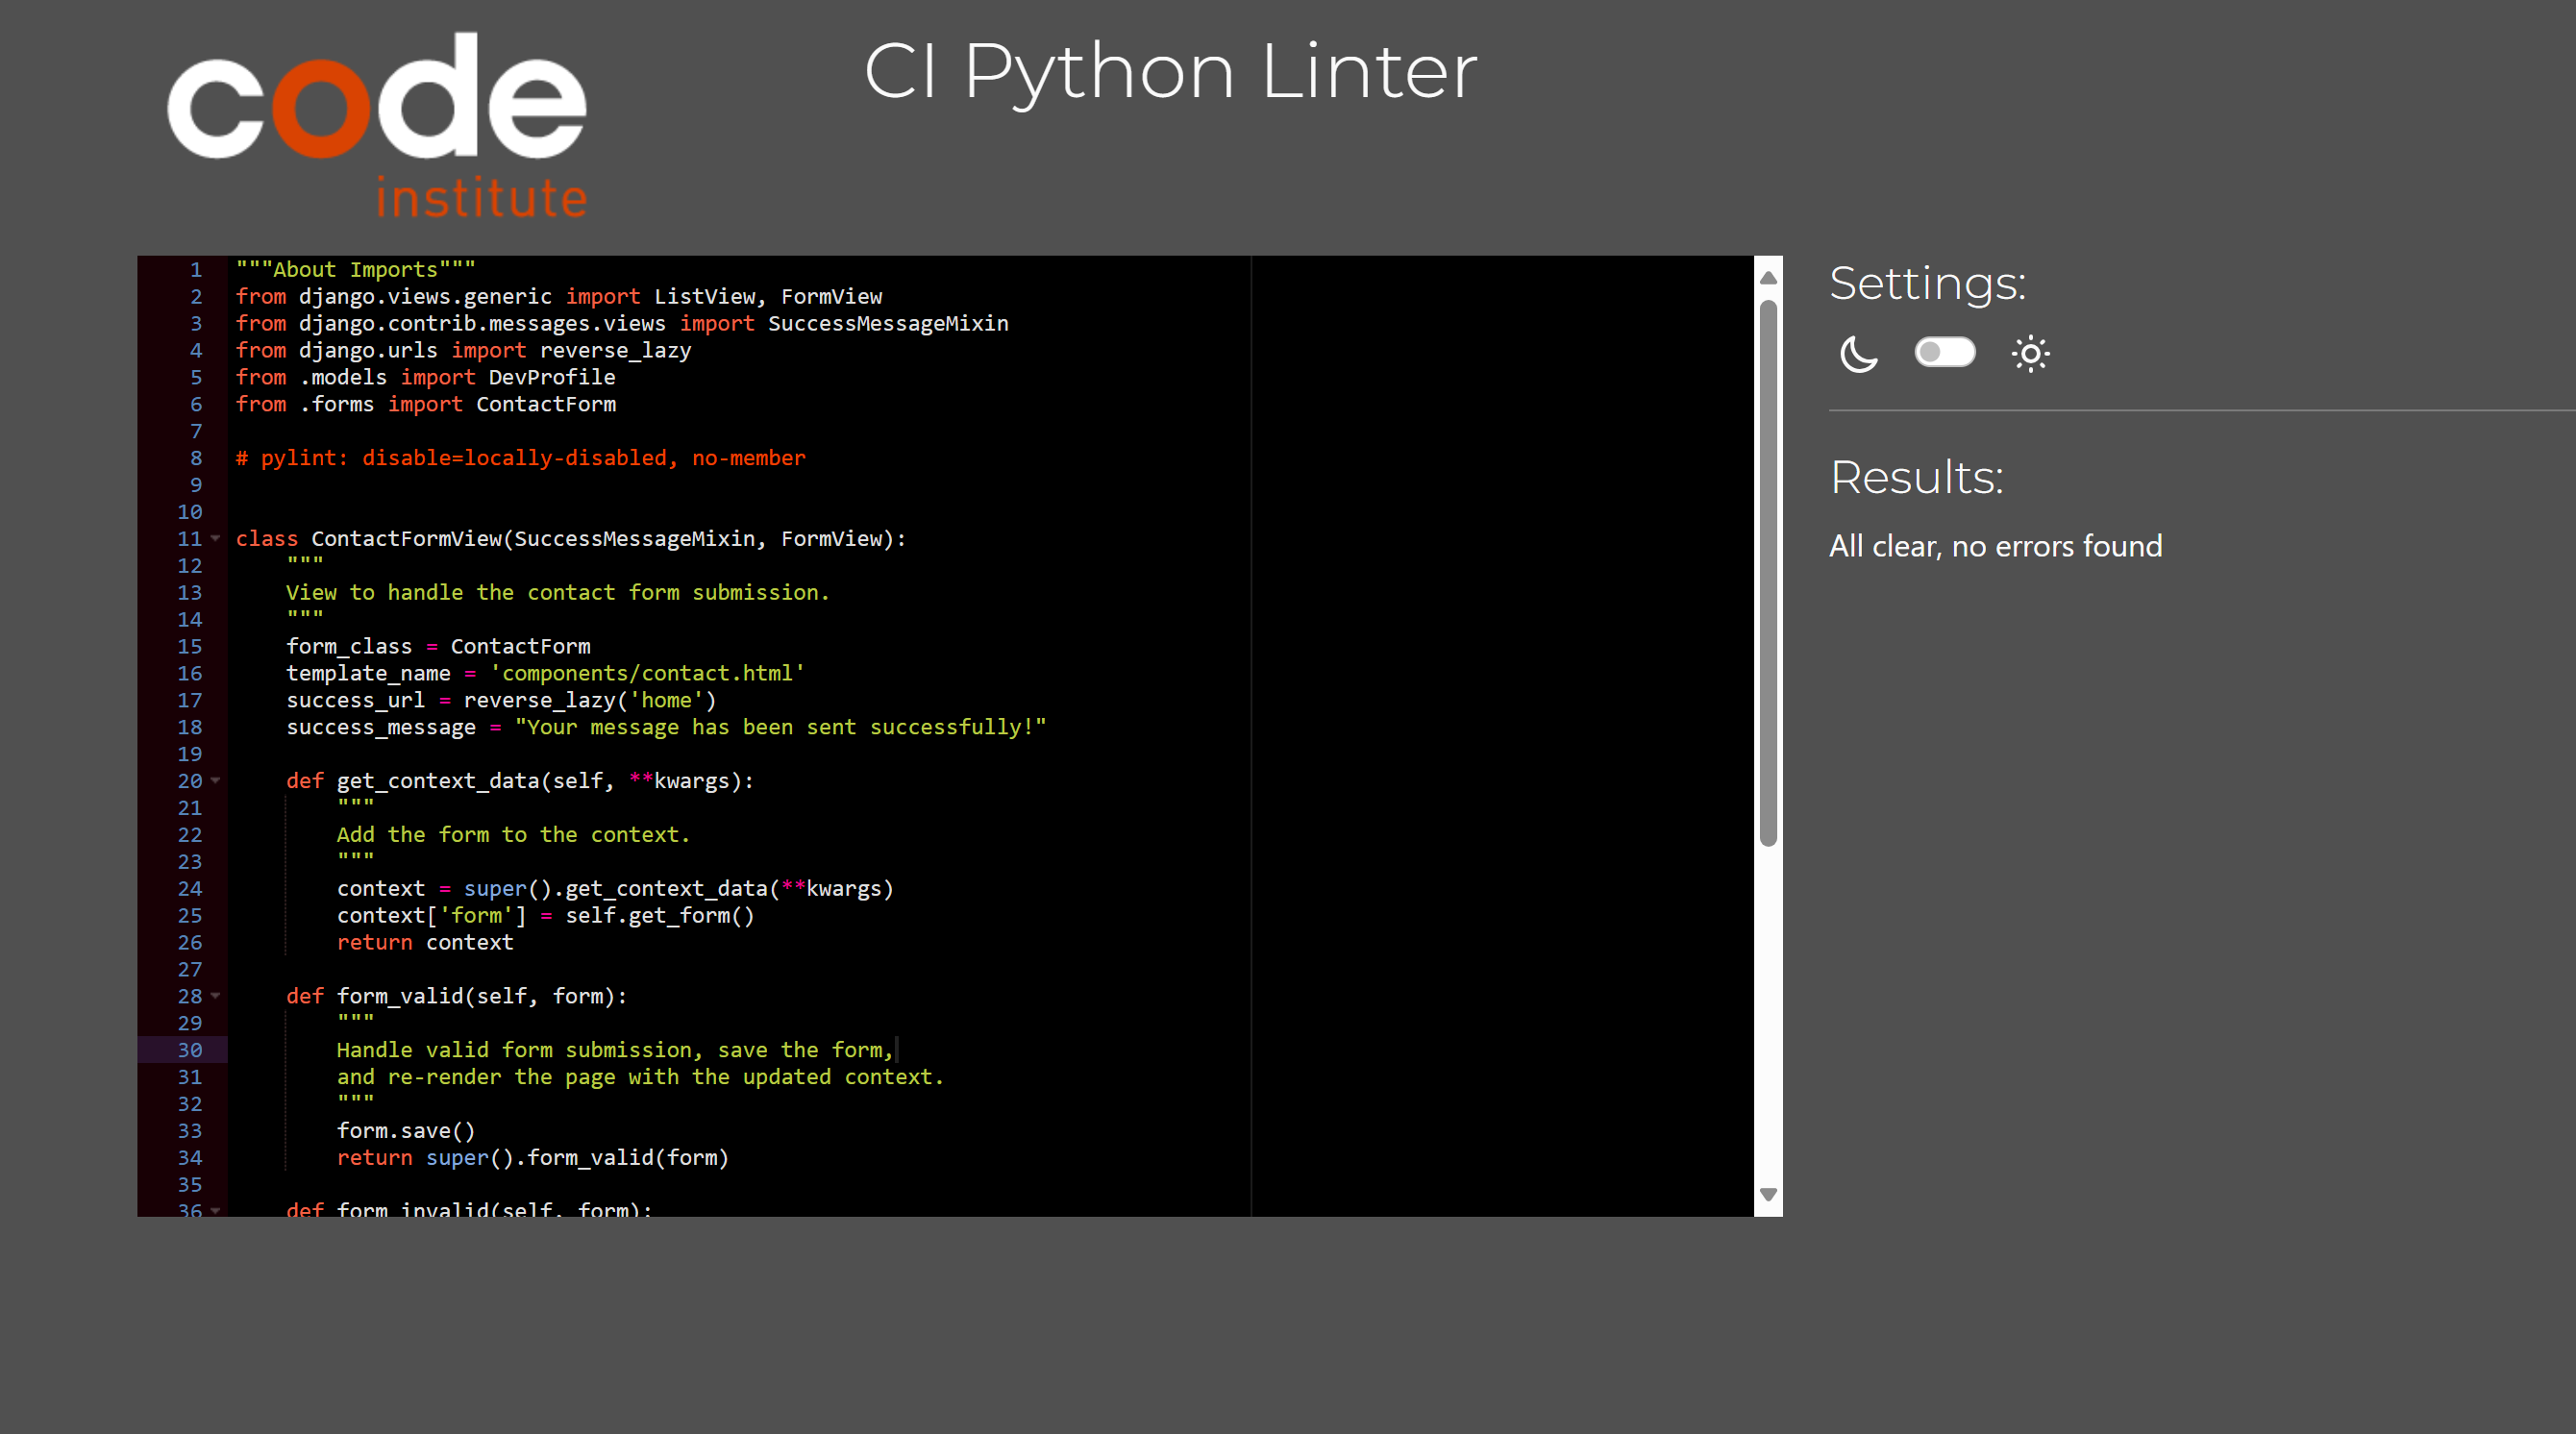 code
institute
CI Python Linter
1 """About Imports"""
2 from django.views.generic import ListView, FormView
3 from django.contrib.messages.views import SuccessMessageMixin
4 from django.urls import reverse_lazy
5 from .models import DevProfile
6 from .forms import ContactForm
7
8 # pylint: disable=locally-disabled, no-member
9
10
11 class ContactFormView(SuccessMessageMixin, FormView):
12     """
13     View to handle the contact form submission.
14     """
15     form_class = ContactForm
16     template_name = 'components/contact.html'
17     success_url = reverse_lazy('home')
18     success_message = "Your message has been sent successfully!"
19
20     def get_context_data(self, **kwargs):
21         """
22         Add the form to the context.
23         """
24         context = super().get_context_data(**kwargs)
25         context['form'] = self.get_form()
26         return context
27
28     def form_valid(self, form):
29         """
30         Handle valid form submission, save the form,
31         and re-render the page with the updated context.
32         """
33         form.save()
34         return super().form_valid(form)
35
36     def form_invalid(self, form):
Settings:
Results:
All clear, no errors found